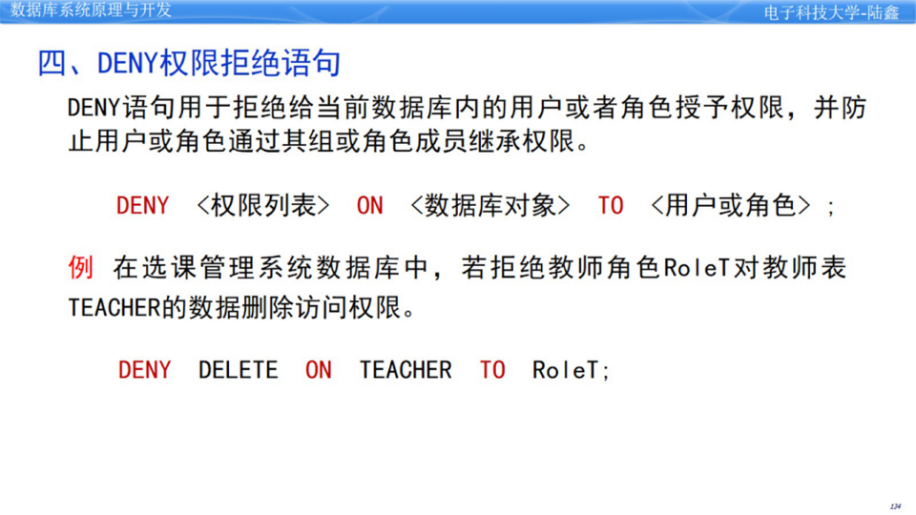 数据库系统原理与开发
电子科技大学-陆鑫
四、DENY权限拒绝语句
DENY语句用于拒绝给当前数据库内的用户或者角色授予权限，并防
止用户或角色通过其组或角色成员继承权限。
DENY <权限列表> ON <数据库对象> TO <用户或角色> ;
例 在选课管理系统数据库中，若拒绝教师角色RoleT对教师表
TEACHER的数据删除访问权限。
DENY DELETE ON TEACHER TO RoleT;
134